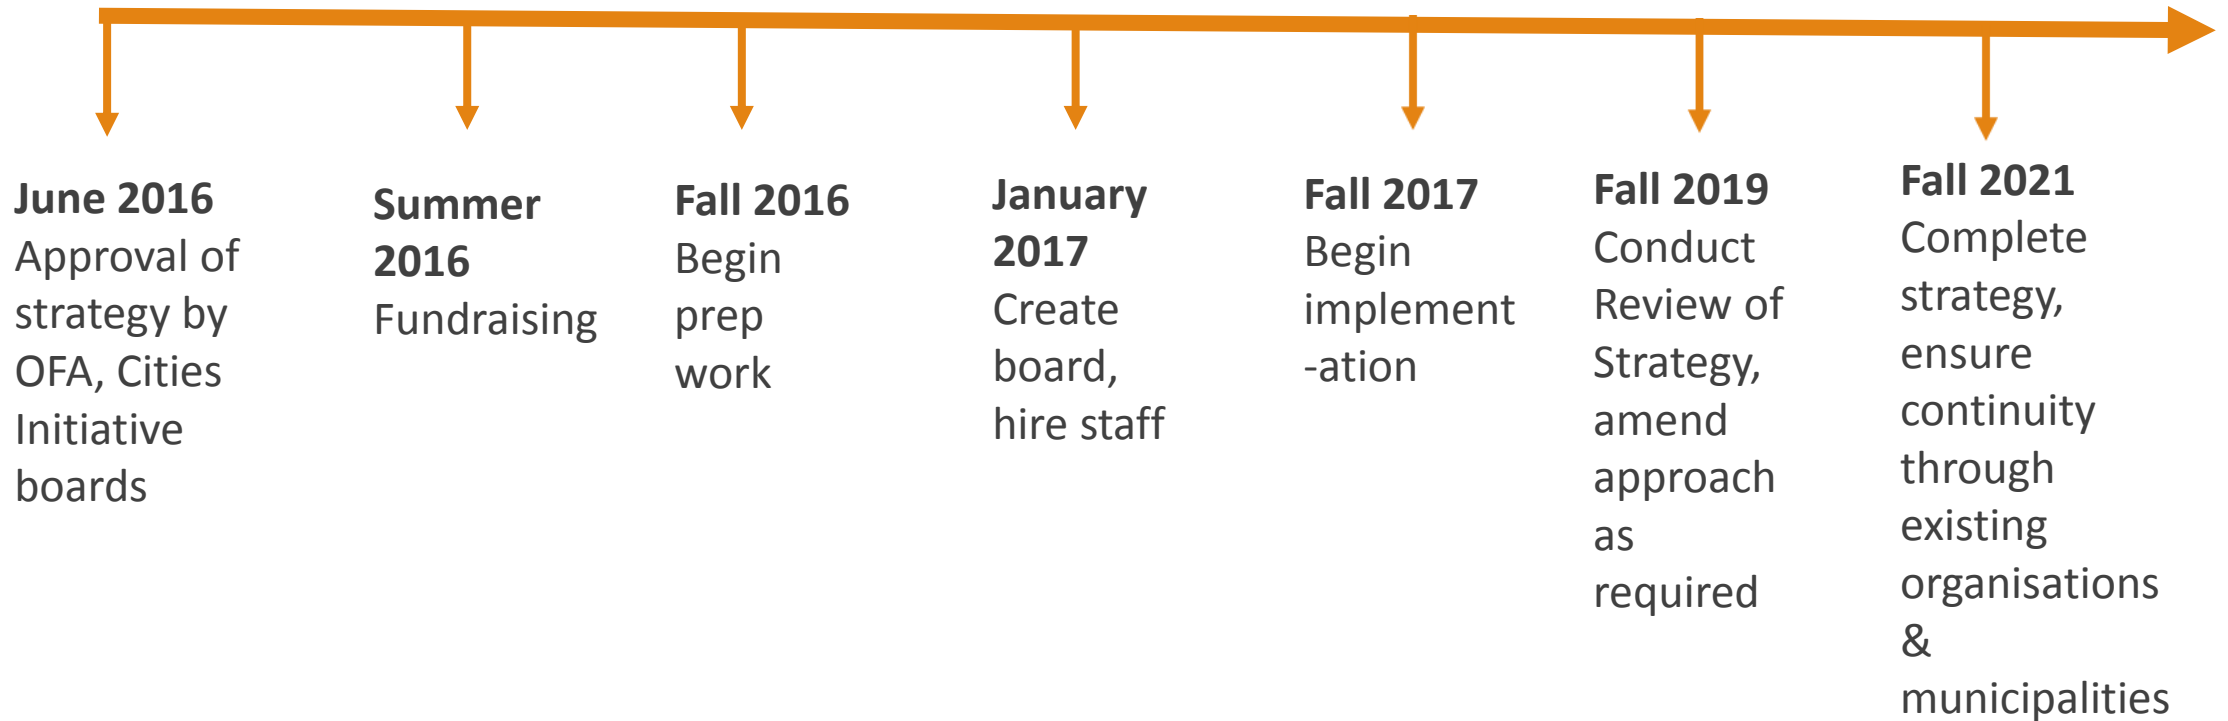 June 2016
Approval of
strategy by
OFA, Cities
Initiative
boards
Summer
2016
Fundraising
Fall 2016
Begin
prep
work
January
2017
Create
board,
hire staff
Fall 2017
Begin
implement
-ation
Fall 2019
Conduct
Review of
Strategy,
amend
approach
as
required
Fall 2021
Complete
strategy,
ensure
continuity
through
existing
organisations
&
municipalities